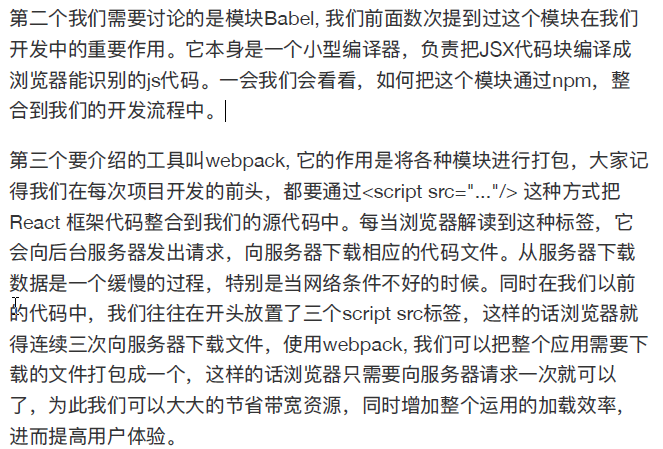 第二个我们需要讨论的是模块Babel, 我们前面数次提到过这个模块在我们
开发中的重要作用。它本身是一个小型编译器，负责把JSX代码块编译成
浏览器能识别的js代码。一会我们会看看，如何把这个模块通过npm，整
合到我们的开发流程中。
第三个要介绍的工具叫webpack, 它的作用是将各种模块进行打包，大家记
得我们在每次项目开发的前头，都要通过<script src="..."/> 这种方式把
React 框架代码整合到我们的源代码中。每当浏览器解读到这种标签，它
会向后台服务器发出请求，向服务器下载相应的代码文件。从服务器下载
数据是一个缓慢的过程，特别是当网络条件不好的时候。同时在我们以前
的代码中，我们往往在开头放置了三个script src标签，这样的话浏览器就
得连续三次向服务器下载文件，使用webpack, 我们可以把整个应用需要下
载的文件打包成一个，这样的话浏览器只需要向服务器请求一次就可以
了，为此我们可以大大的节省带宽资源，同时增加整个运用的加载效率，
进而提高用户体验。